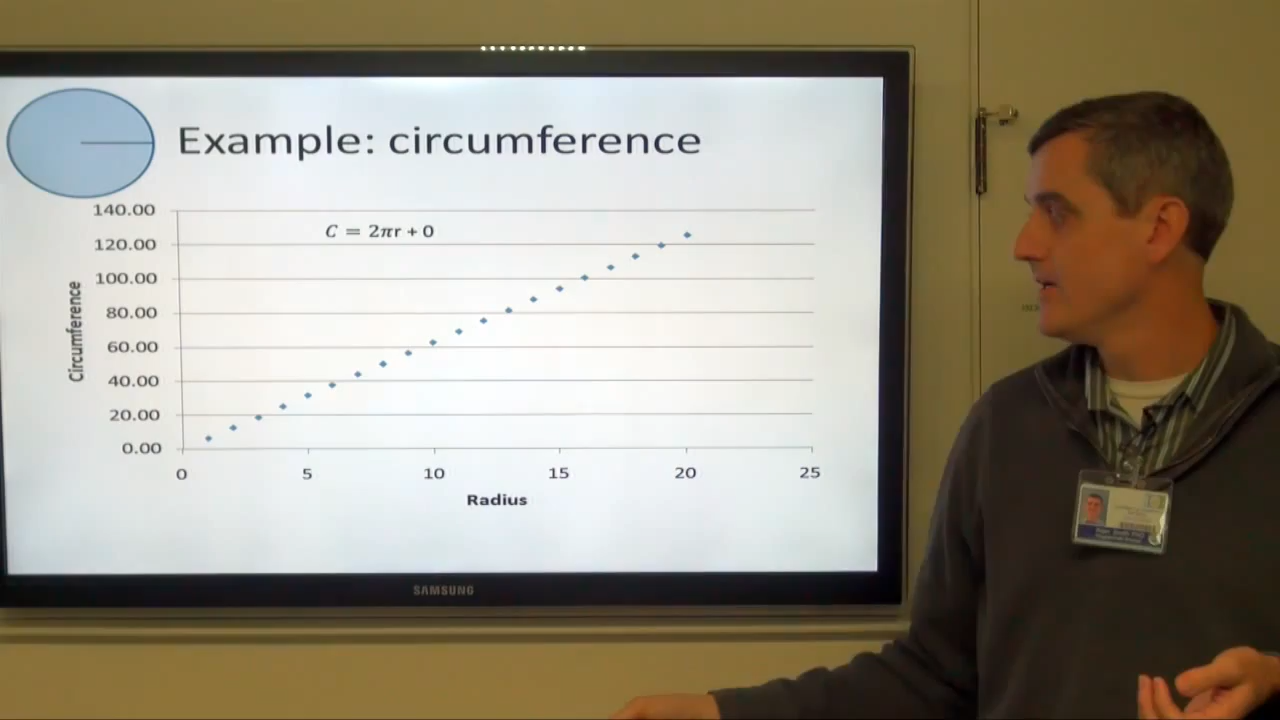 Example: circumference
C = 2πr + 0
140.00
120.00
100.00
80.00
60.00
40.00
20.00
0.00
Circumference
0 5 10 15 20 25
Radius
SAMSUNG